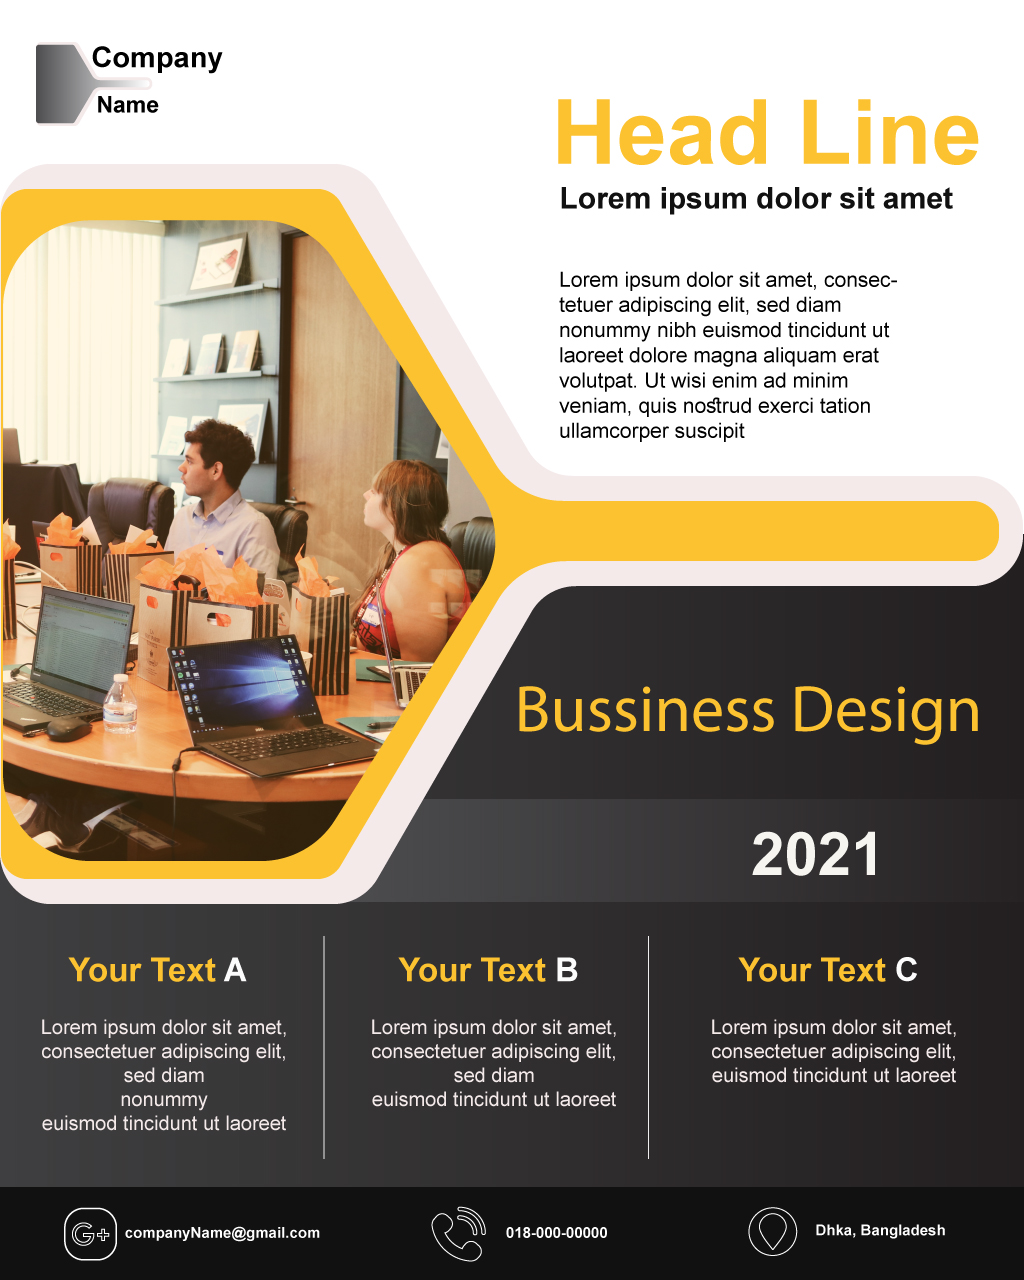 Company
Name
Head Line
Lorem ipsum dolor sit amet
Lorem ipsum dolor sit amet, consec-
tetuer adipiscing elit, sed diam
nonummy nibh euismod tincidunt ut
laoreet dolore magna aliquam erat
volutpat. Ut wisi enim ad minim
veniam, quis nostrud exerci tation
ullamcorper suscipit
Bussiness Design
2021
Your Text A
Lorem ipsum dolor sit amet,
consectetuer adipiscing elit,
sed diam
nonummy
euismod tincidunt ut laoreet
Your Text B
Lorem ipsum dolor sit amet,
consectetuer adipiscing elit,
sed diam
euismod tincidunt ut laoreet
Your Text C
Lorem ipsum dolor sit amet,
consectetuer adipiscing elit,
euismod tincidunt ut laoreet
G+ companyName@gmail.com
018-000-00000
Dhka, Bangladesh